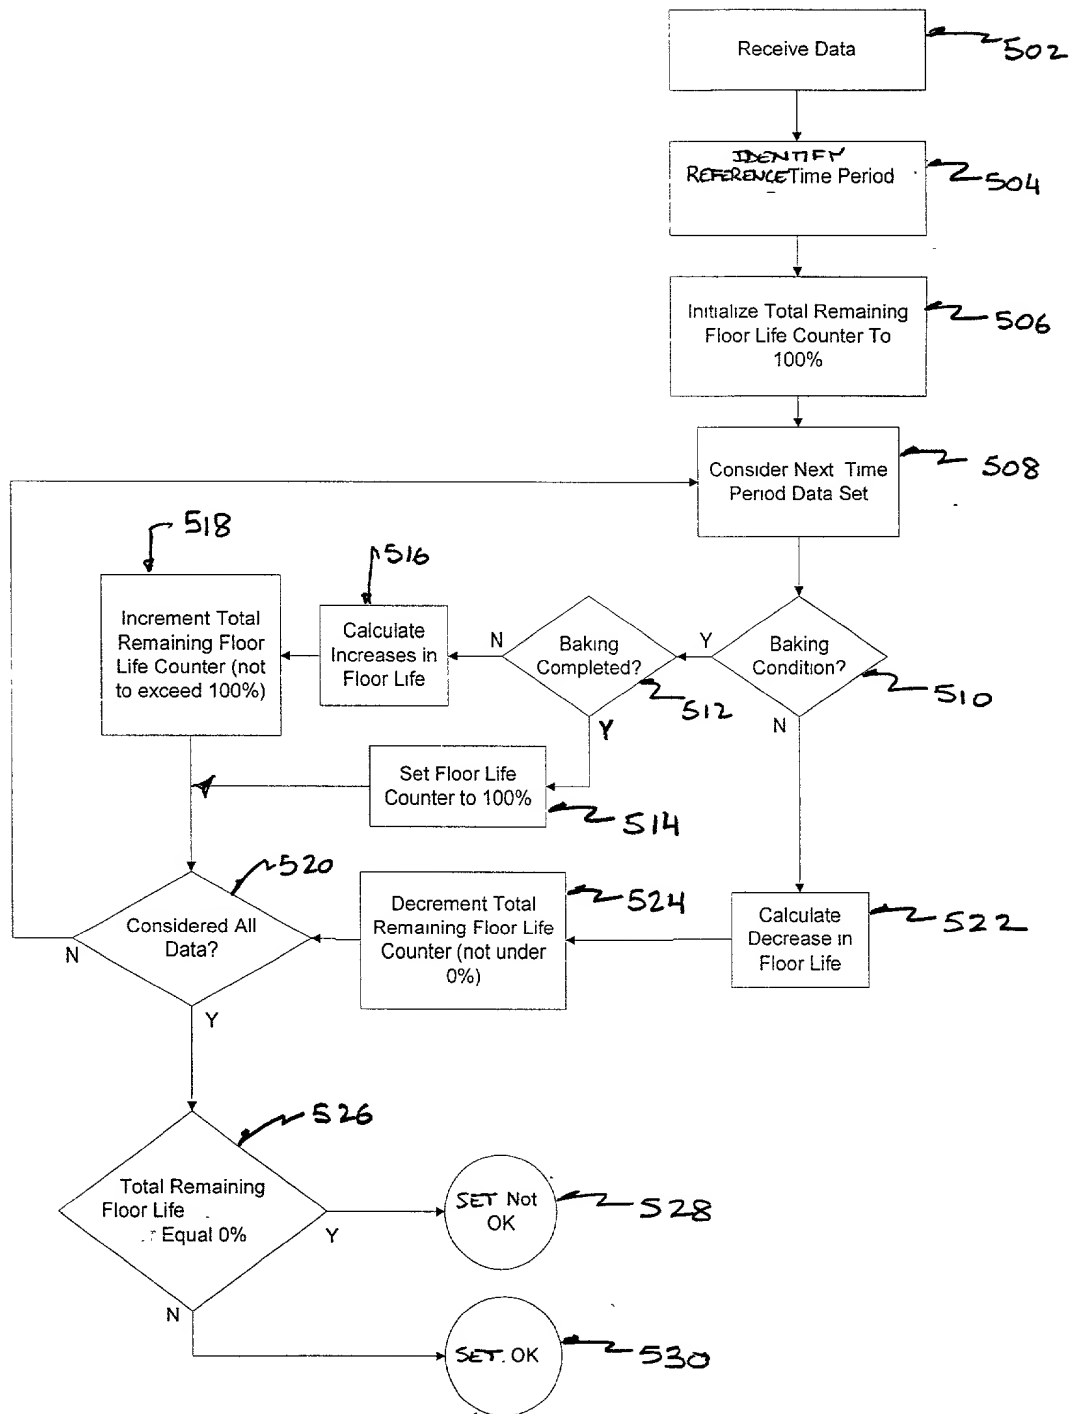 Receive Data
502
IDENTIFY
REFERENCE Time Period
504
Initialize Total Remaining
Floor Life Counter To
100%
506
Consider Next Time
Period Data Set
508
518
516
Increment Total
Remaining Floor
Life Counter (not
to exceed 100%)
Calculate
Increases in
Floor Life
N
Baking
Completed?
Y
Baking
Condition?
512
510
Y
N
Set Floor Life
Counter to 100%
514
520
Considered All
Data?
N
Decrement Total
Remaining Floor Life
Counter (not under
0%)
524
Calculate
Decrease in
Floor Life
522
Y
526
Total Remaining
Floor Life
Equal 0%
Y
SET Not
OK
528
N
SET. OK
530